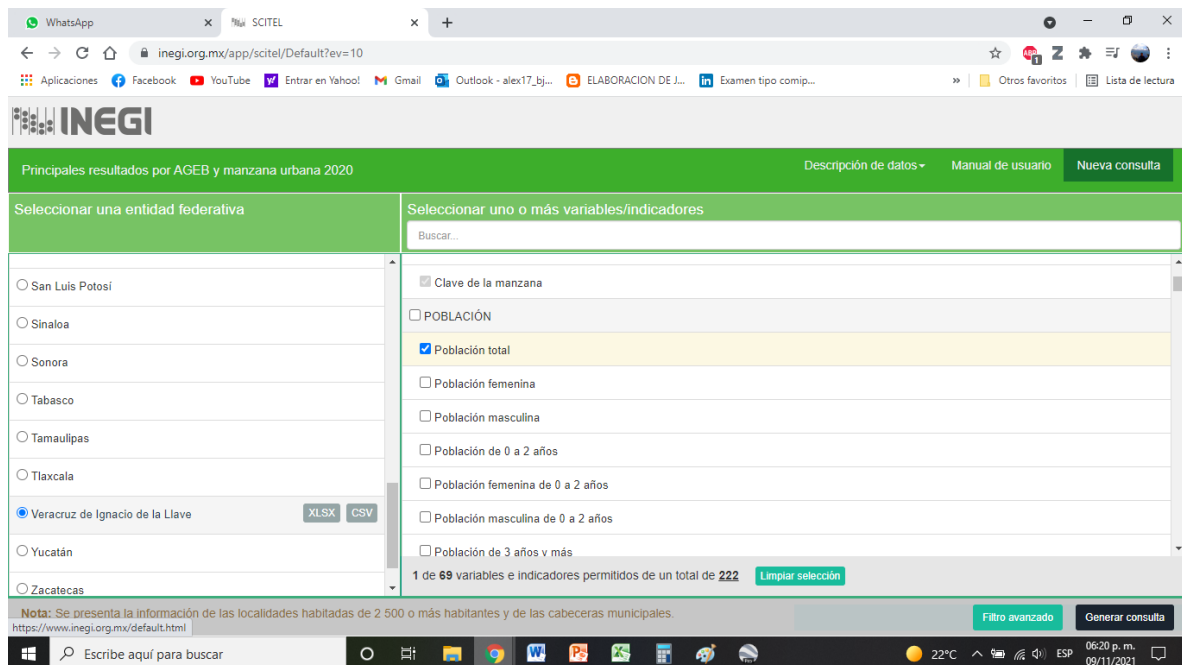 WhatsApp
SCITEL
inegi.org.mx/app/scitel/Default?ev=10
ABP
1
Aplicaciones Facebook YouTube Entrar en Yahoo! Gmail Outlook - alex17_bj... ELABORACION DE J... Examen tipo comip... » Otros favoritos Lista de lectura
INEGI
Principales resultados por AGEB y manzana urbana 2020 Descripción de datos Manual de usuario Nueva consulta
Seleccionar una entidad federativa
Seleccionar uno o más variables/indicadores
Buscar...
San Luis Potosí
Sinaloa
Sonora
Tabasco
Tamaulipas
Tlaxcala
Veracruz de Ignacio de la Llave XLSX CSV
Yucatán
Zacatecas
Clave de la manzana
POBLACIÓN
Población total
Población femenina
Población masculina
Población de 0 a 2 años
Población femenina de 0 a 2 años
Población masculina de 0 a 2 años
Población de 3 años y más
1 de 69 variables e indicadores permitidos de un total de 222 Limpiar selección
Nota: Se presenta la información de las localidades habitadas de 2 500 o más habitantes y de las cabeceras municipales.
Filtro avanzado Generar consulta
https://www.inegi.org.mx/default.html
Escribe aquí para buscar
22°C ESP 06:20 p. m.
09/11/2021